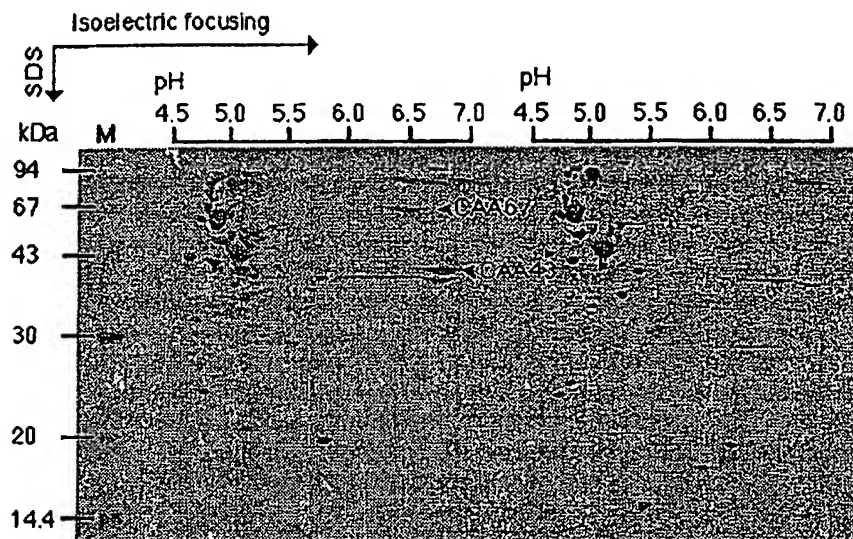 Isoelectric focusing
SDS
pH pH
4.5 5.0 5.5 6.0 6.5 7.0 4.5 5.0 5.5 6.0 6.5 7.0
kDa M
94
67 CAA67
43
CAA43
30
20
14.4